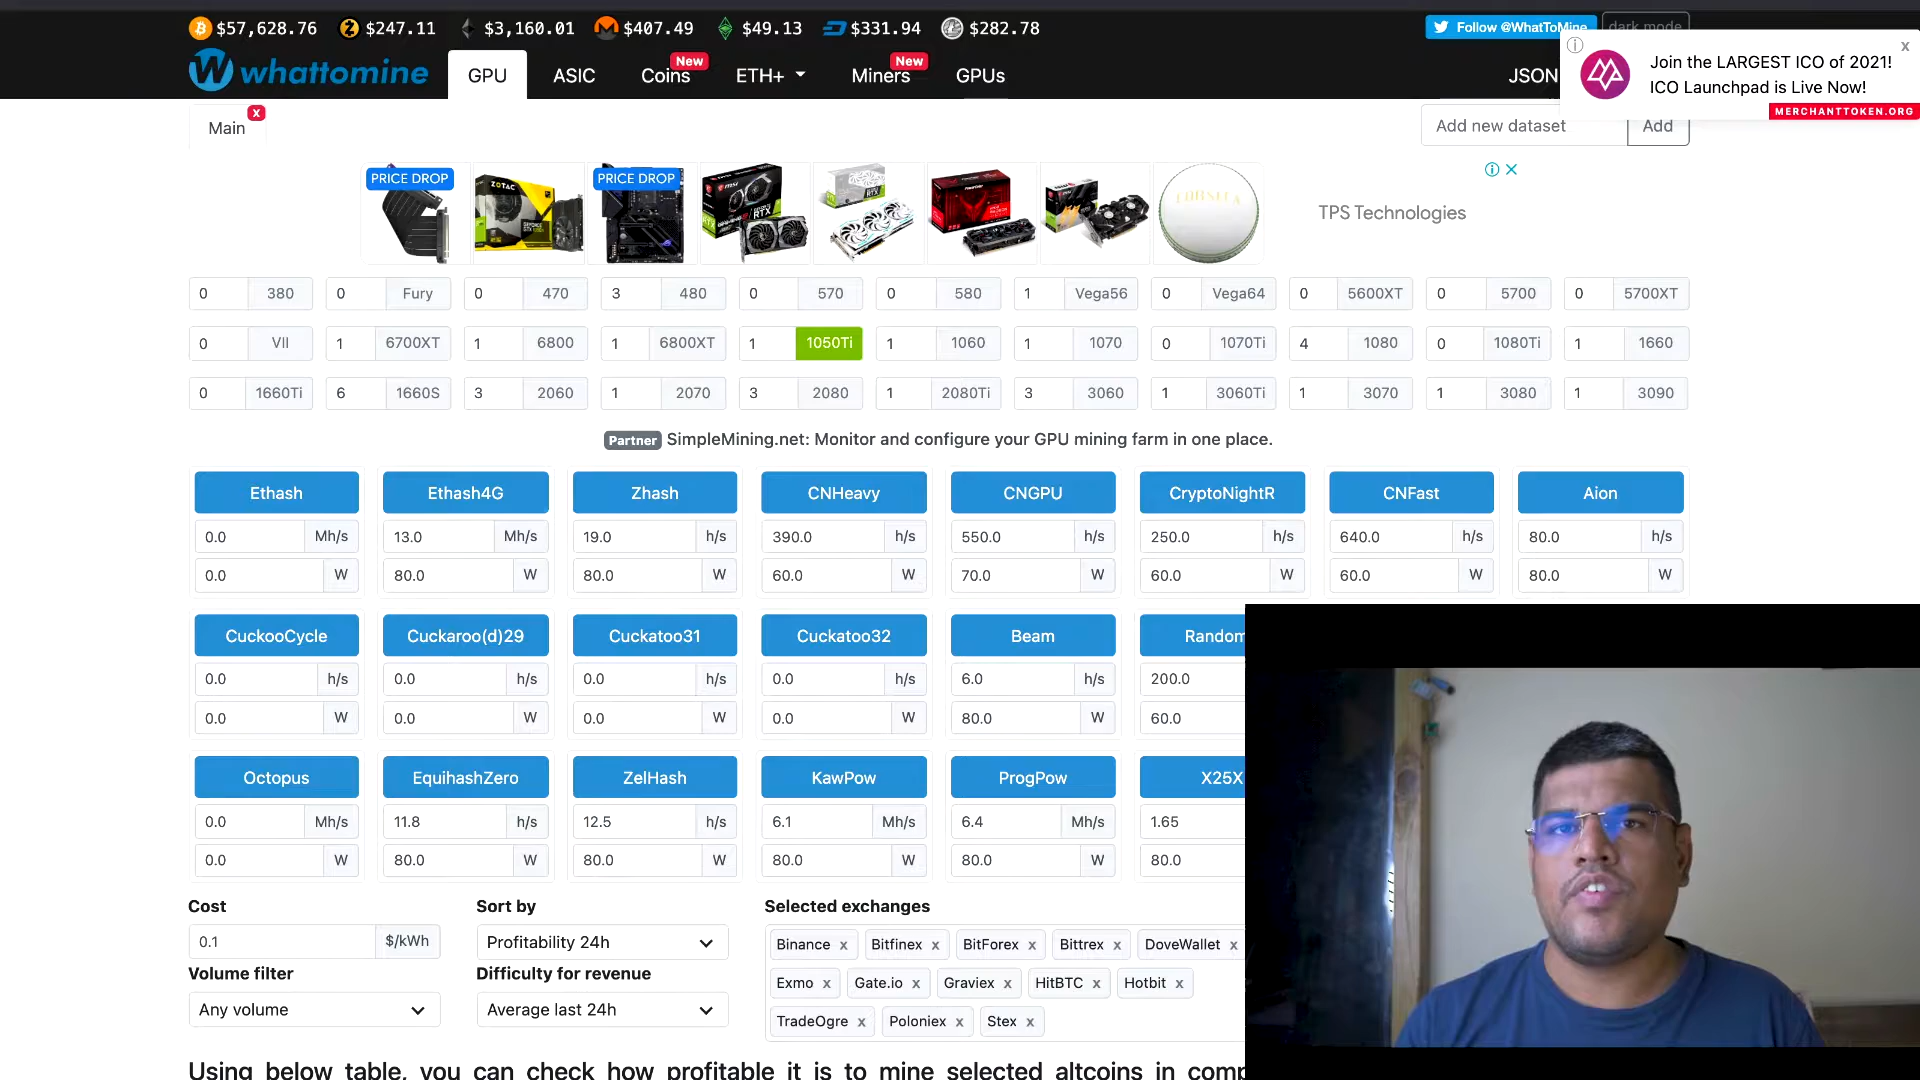 $57,628.76 $247.11 $3,160.01 $407.49 $49.13 $331.94 $282.78 Follow @WhatToMine dark mode
whattomine GPU ASIC Coins New ETH+ Miners New GPUs JSON
Join the LARGEST ICO of 2021!
ICO Launchpad is Live Now!
MERCHANTTOKEN.ORG
Main x
Add new dataset Add
PRICE DROP PRICE DROP
TPS Technologies
0 380 0 Fury 0 470 3 480 0 570 0 580 1 Vega56 0 Vega64 0 5600XT 0 5700 0 5700XT
0 VII 1 6700XT 1 6800 1 6800XT 1 1050Ti 1 1060 1 1070 0 1070Ti 4 1080 0 1080Ti 1 1660
0 1660Ti 6 1660S 3 2060 1 2070 3 2080 1 2080Ti 3 3060 1 3060Ti 1 3070 1 3080 1 3090
Partner SimpleMining.net: Monitor and configure your GPU mining farm in one place.
Ethash Ethash4G Zhash CNHeavy CNGPU CryptoNightR CNFast Aion
0.0 Mh/s 13.0 Mh/s 19.0 h/s 390.0 h/s 550.0 h/s 250.0 h/s 640.0 h/s 80.0 h/s
0.0 W 80.0 W 80.0 W 60.0 W 70.0 W 60.0 W 60.0 W 80.0 W
CuckooCycle Cuckaroo(d)29 Cuckatoo31 Cuckatoo32 Beam Random
0.0 h/s 0.0 h/s 0.0 h/s 0.0 h/s 6.0 h/s 200.0
0.0 W 0.0 W 0.0 W 0.0 W 80.0 W 60.0
Octopus EquihashZero ZelHash KawPow ProgPow X25X
0.0 Mh/s 11.8 h/s 12.5 h/s 6.1 Mh/s 6.4 Mh/s 1.65
0.0 W 80.0 W 80.0 W 80.0 W 80.0 W 80.0
Cost Sort by Selected exchanges
0.1 $/kWh Profitability 24h Binance x Bitfinex x BitForex x Bittrex x DoveWallet x
Volume filter Difficulty for revenue Exmo x Gate.io x Graviex x HitBTC x Hotbit x
Any volume Average last 24h TradeOgre x Poloniex x Stex x
Using below table, you can check how profitable it is to mine selected altcoins in comp